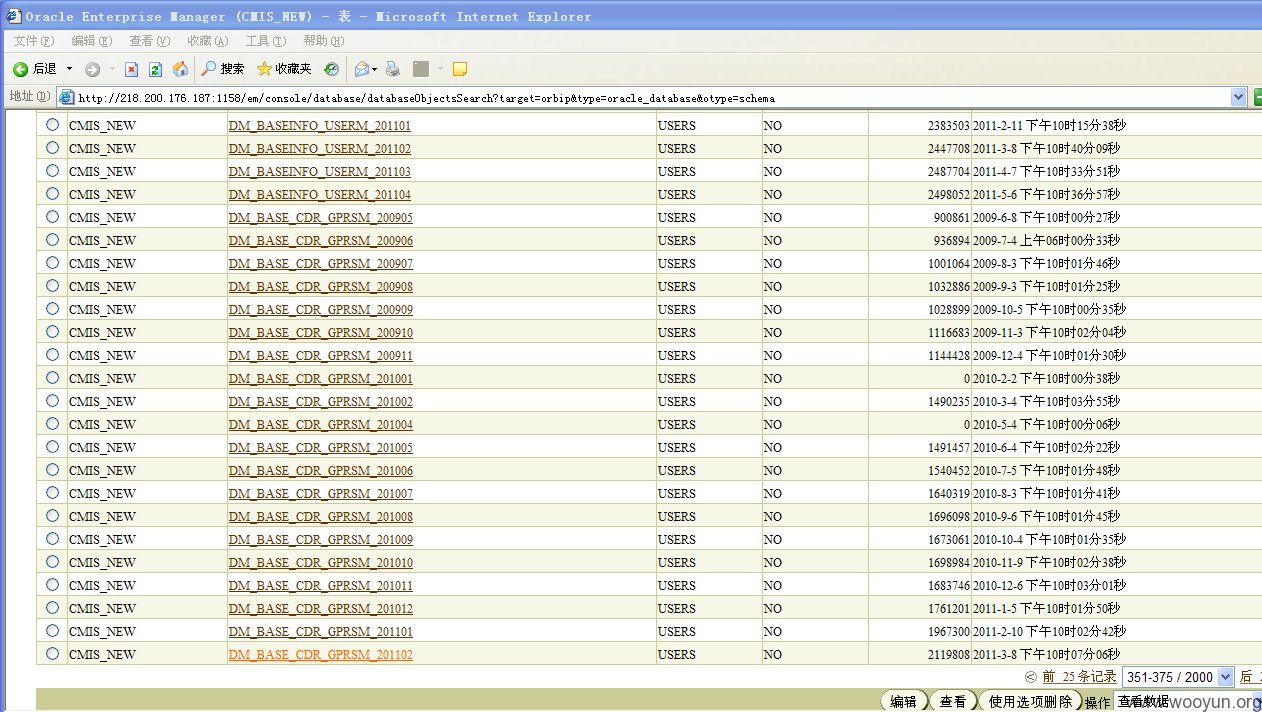 Oracle Enterprise Manager (CMIS_NEW) - 表 - Microsoft Internet Explorer
文件(F) 编辑(E) 查看(V) 收藏(A) 工具(T) 帮助(H)
后退 搜索 收藏夹
地址(D) http://218.200.176.187:1158/em/console/database/databaseObjectsSearch?target=orbip&type=oracle_database&otype=schema
CMIS_NEW DM_BASEINFO_USERM_201101 USERS NO 2383503 2011-2-11 下午10时15分38秒
CMIS_NEW DM_BASEINFO_USERM_201102 USERS NO 2447708 2011-3-8 下午10时40分09秒
CMIS_NEW DM_BASEINFO_USERM_201103 USERS NO 2487704 2011-4-7 下午10时33分51秒
CMIS_NEW DM_BASEINFO_USERM_201104 USERS NO 2498052 2011-5-6 下午10时36分57秒
CMIS_NEW DM_BASE_CDR_GPRSM_200905 USERS NO 900861 2009-6-8 下午10时00分27秒
CMIS_NEW DM_BASE_CDR_GPRSM_200906 USERS NO 936894 2009-7-4 上午06时00分33秒
CMIS_NEW DM_BASE_CDR_GPRSM_200907 USERS NO 1001064 2009-8-3 下午10时01分46秒
CMIS_NEW DM_BASE_CDR_GPRSM_200908 USERS NO 1032886 2009-9-3 下午10时01分25秒
CMIS_NEW DM_BASE_CDR_GPRSM_200909 USERS NO 1028899 2009-10-5 下午10时00分35秒
CMIS_NEW DM_BASE_CDR_GPRSM_200910 USERS NO 1116683 2009-11-3 下午10时02分04秒
CMIS_NEW DM_BASE_CDR_GPRSM_200911 USERS NO 1144428 2009-12-4 下午10时01分30秒
CMIS_NEW DM_BASE_CDR_GPRSM_201001 USERS NO 0 2010-2-2 下午10时00分38秒
CMIS_NEW DM_BASE_CDR_GPRSM_201002 USERS NO 1490235 2010-3-4 下午10时03分55秒
CMIS_NEW DM_BASE_CDR_GPRSM_201004 USERS NO 0 2010-5-4 下午10时00分06秒
CMIS_NEW DM_BASE_CDR_GPRSM_201005 USERS NO 1491457 2010-6-4 下午10时02分22秒
CMIS_NEW DM_BASE_CDR_GPRSM_201006 USERS NO 1540452 2010-7-5 下午10时01分48秒
CMIS_NEW DM_BASE_CDR_GPRSM_201007 USERS NO 1640319 2010-8-3 下午10时01分41秒
CMIS_NEW DM_BASE_CDR_GPRSM_201008 USERS NO 1696098 2010-9-6 下午10时01分45秒
CMIS_NEW DM_BASE_CDR_GPRSM_201009 USERS NO 1673061 2010-10-4 下午10时01分35秒
CMIS_NEW DM_BASE_CDR_GPRSM_201010 USERS NO 1698984 2010-11-9 下午10时02分38秒
CMIS_NEW DM_BASE_CDR_GPRSM_201011 USERS NO 1683746 2010-12-6 下午10时03分01秒
CMIS_NEW DM_BASE_CDR_GPRSM_201012 USERS NO 1761201 2011-1-5 下午10时01分50秒
CMIS_NEW DM_BASE_CDR_GPRSM_201101 USERS NO 1967300 2011-2-10 下午10时02分42秒
CMIS_NEW DM_BASE_CDR_GPRSM_201102 USERS NO 2119808 2011-3-8 下午10时07分06秒
前 25 条记录 351-375 / 2000 后
编辑 查看 使用选项删除 操作 查看数据 wooyun.org